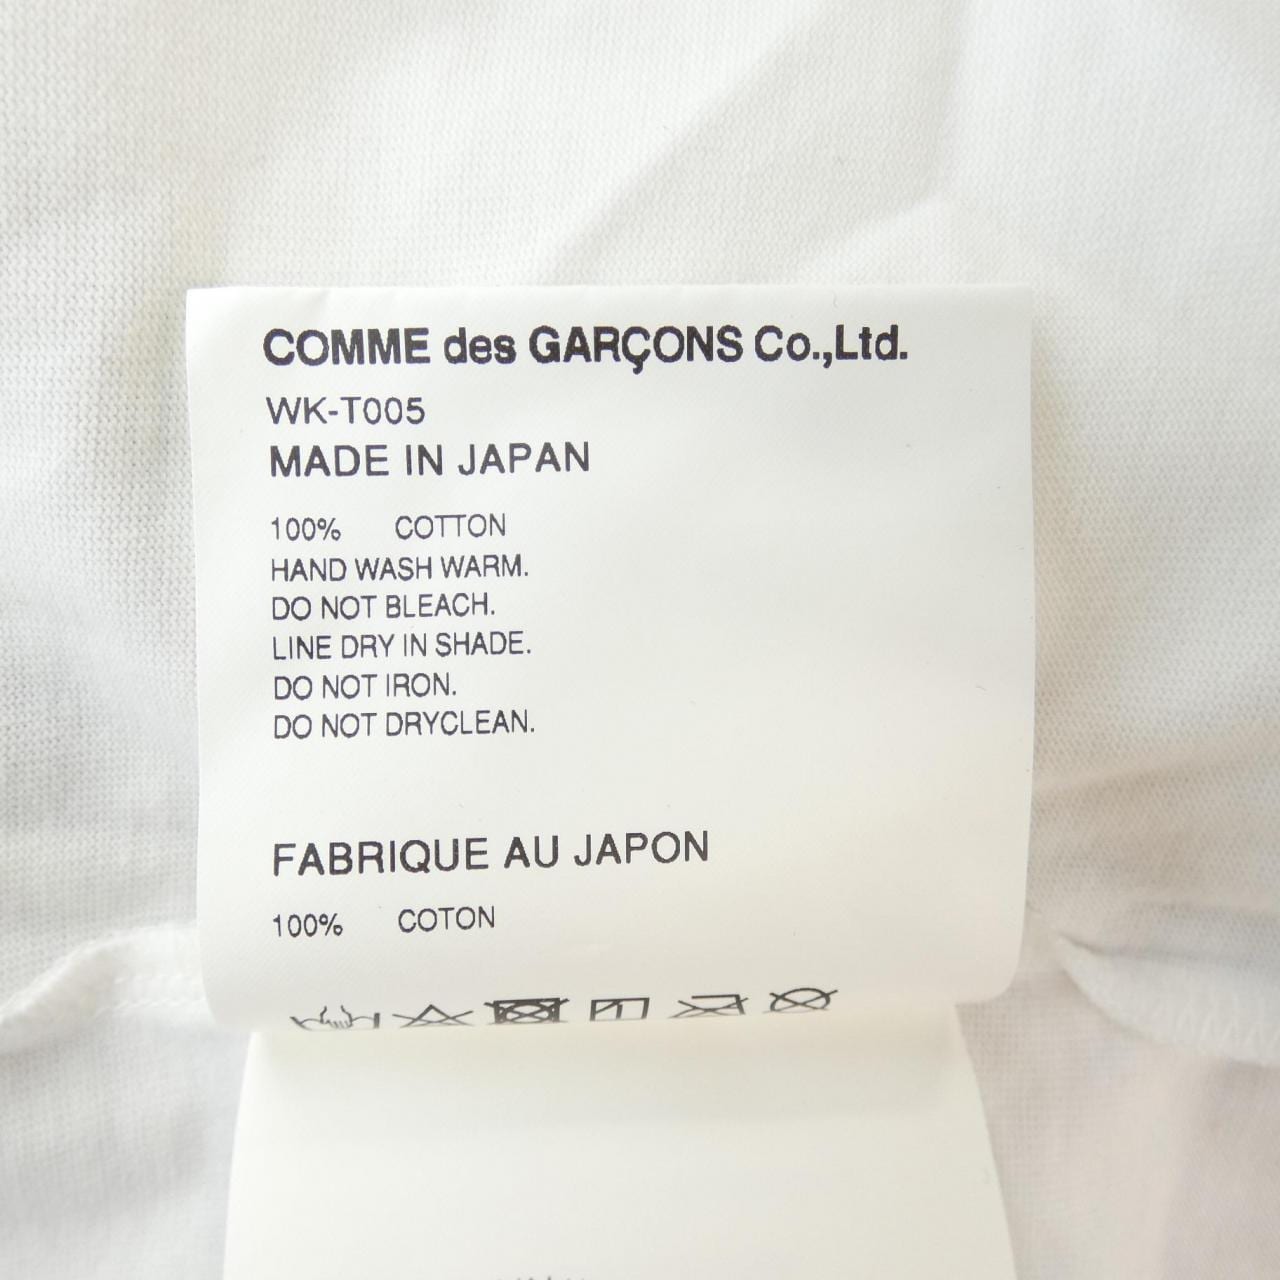 COMME des GARÇONS Co.,Ltd.
WK-T005
MADE IN JAPAN
100% COTTON
HAND WASH WARM.
DO NOT BLEACH.
LINE DRY IN SHADE.
DO NOT IRON.
DO NOT DRYCLEAN.
FABRIQUE AU JAPON
100% COTON